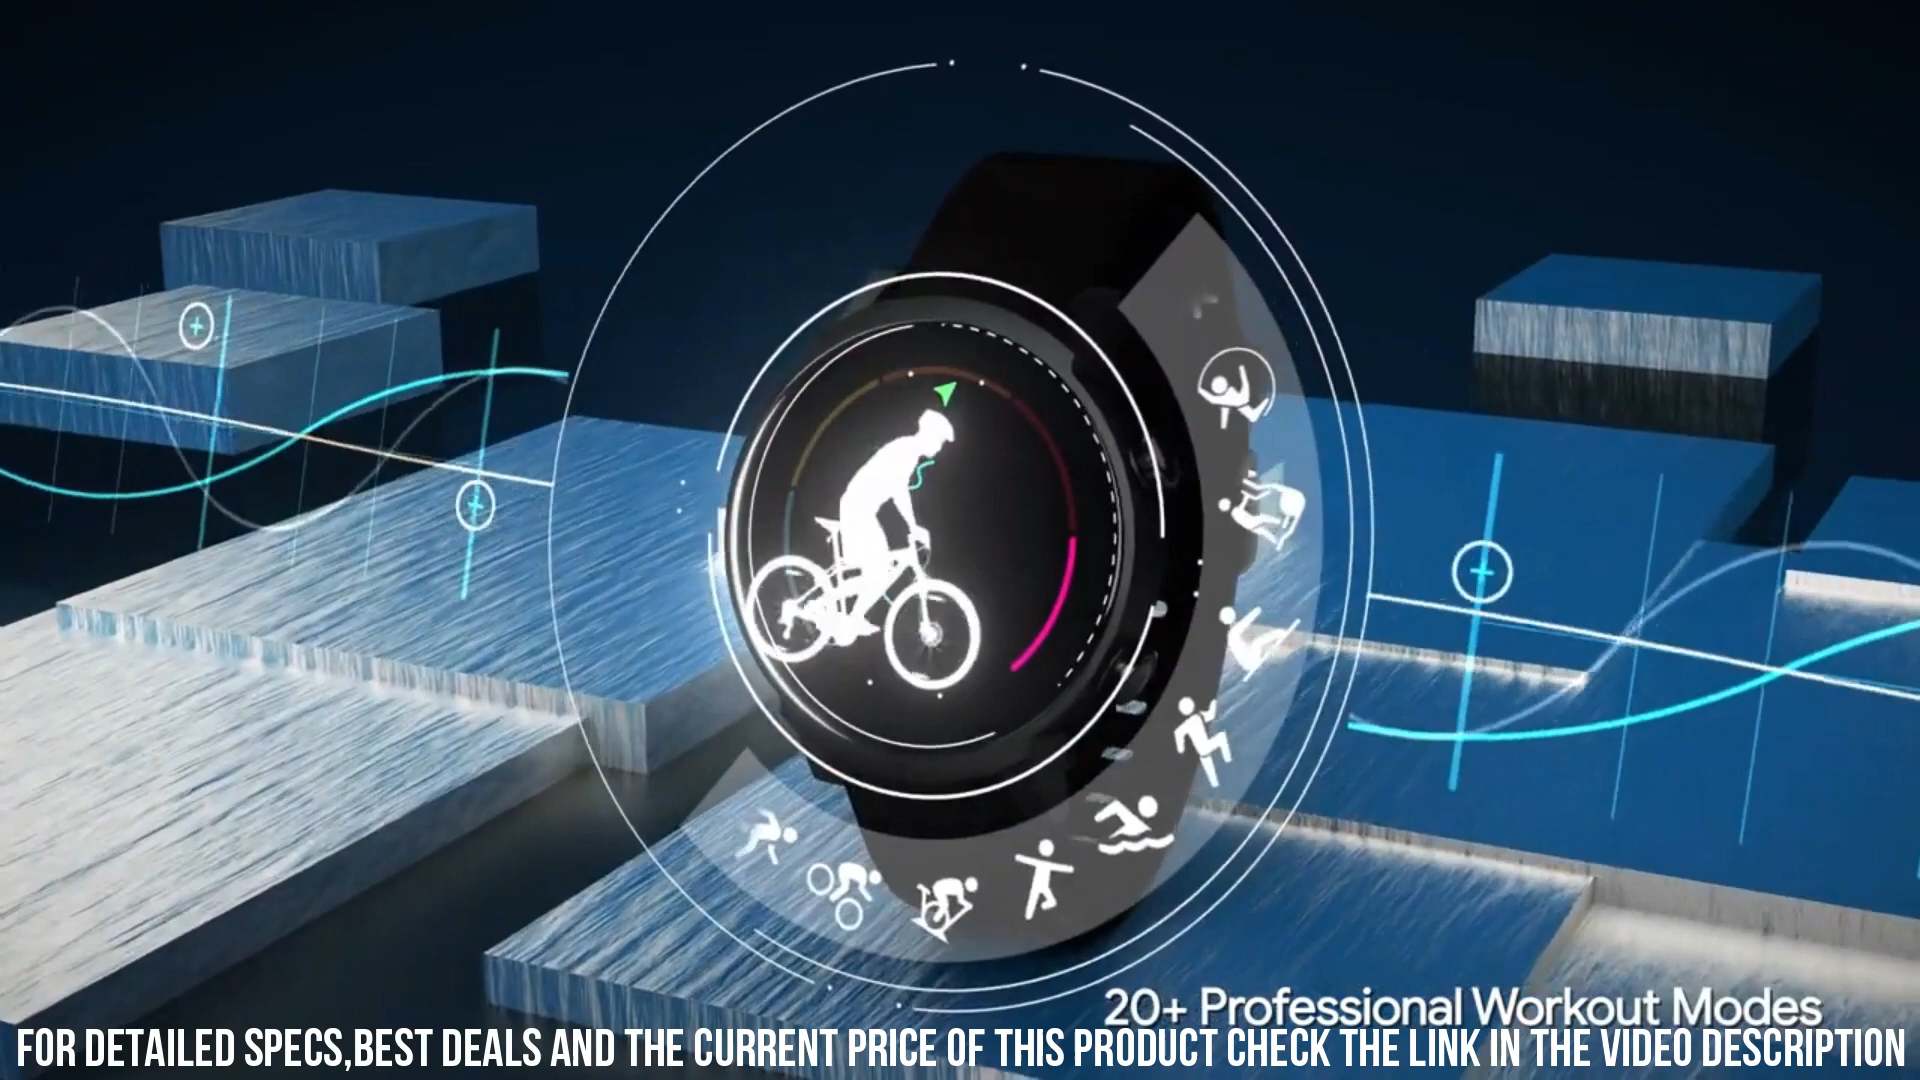 20+ Professional Workout Modes
FOR DETAILED SPECS,BEST DEALS AND THE CURRENT PRICE OF THIS PRODUCT CHECK THE LINK IN THE VIDEO DESCRIPTION